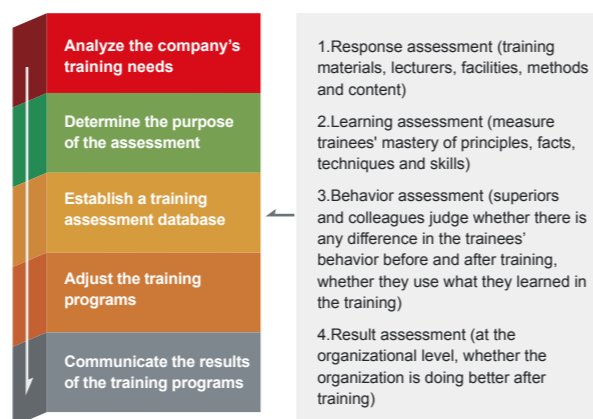 Analyze the company's
training needs
Determine the purpose
of the assessment
Establish a training
assessment database
Adjust the training
programs
Communicate the results
of the training programs
1.Response assessment (training
materials, lecturers, facilities, methods
and content)
2.Learning assessment (measure
trainees' mastery of principles, facts,
techniques and skills)
3.Behavior assessment (superiors
and colleagues judge whether there is
any difference in the trainees'
behavior before and after training,
whether they use what they learned in
the training)
4.Result assessment (at the
organizational level, whether the
organization is doing better after
training)